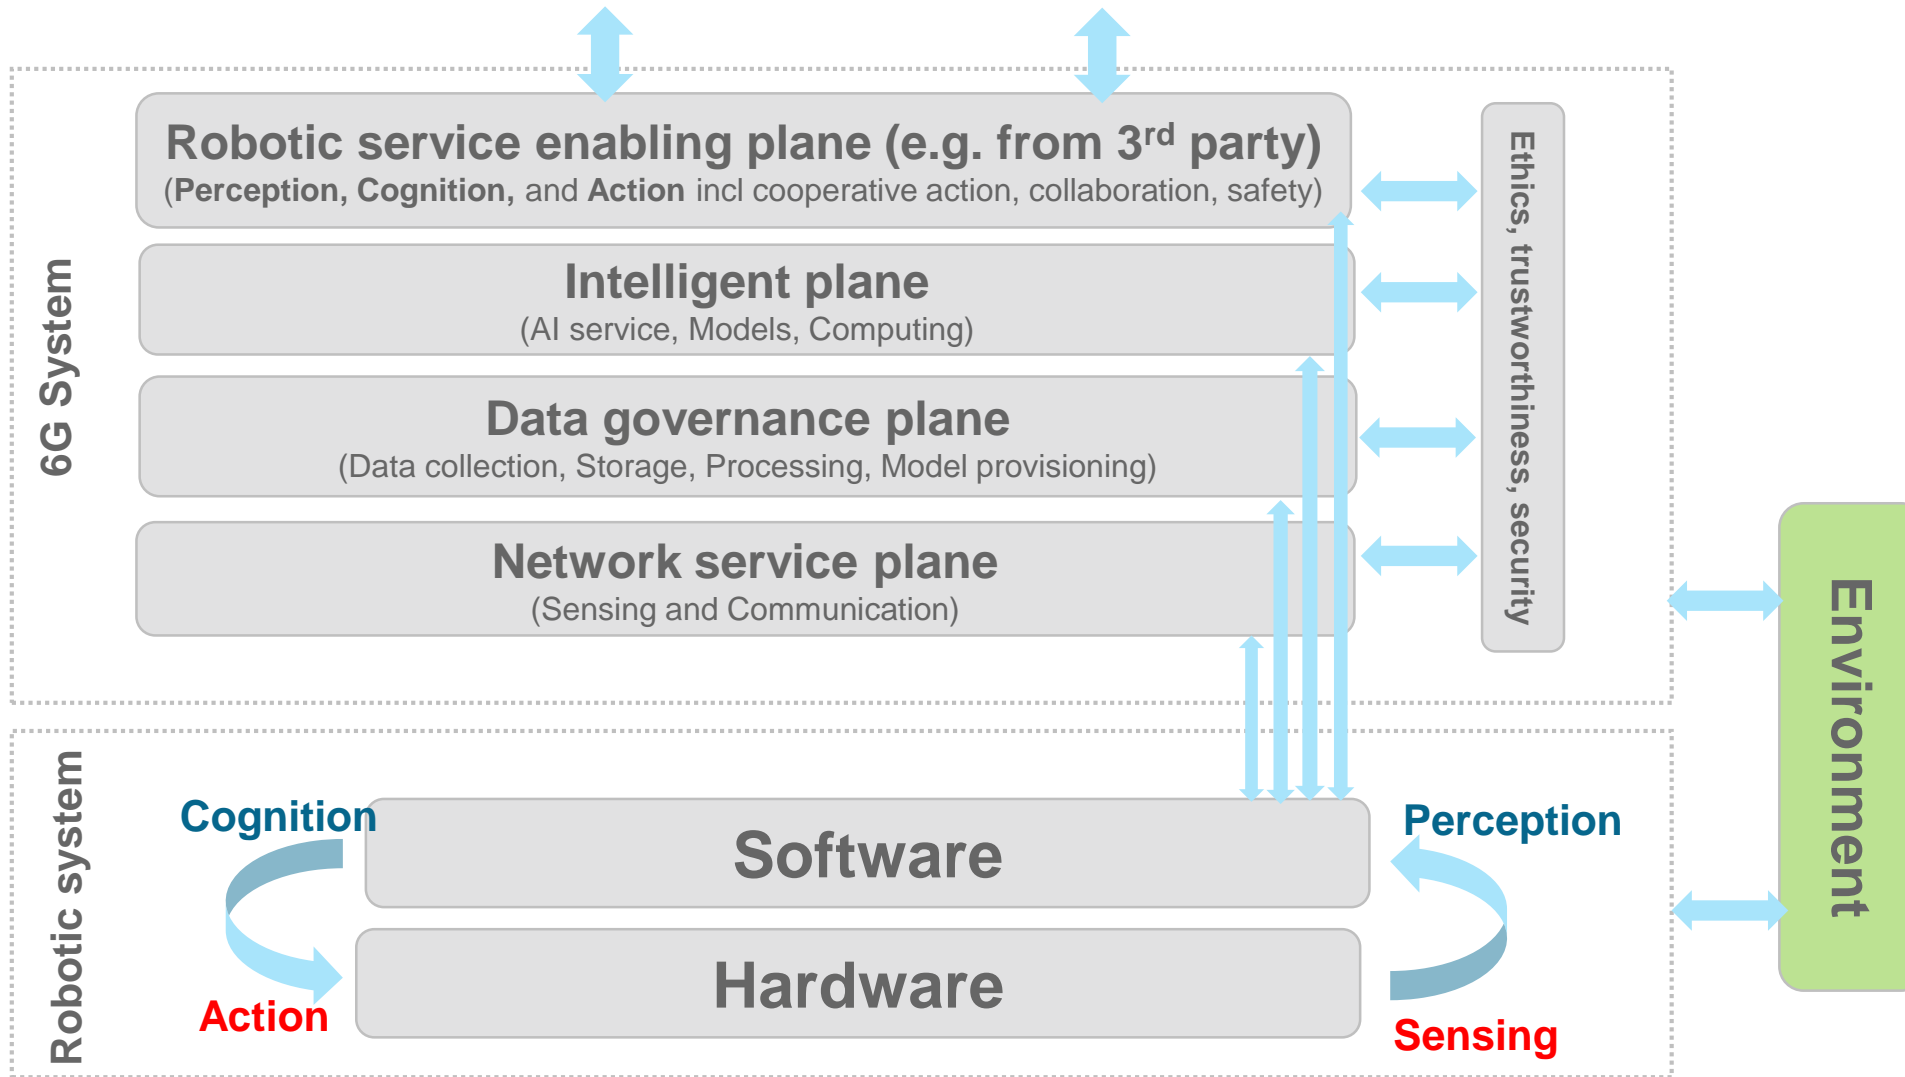 Robotic service enabling plane (e.g. from 3rd party)
(Perception, Cognition, and Action incl cooperative action, collaboration, safety)
Intelligent plane
(AI service, Models, Computing)
Data governance plane
(Data collection, Storage, Processing, Model provisioning)
Network service plane
(Sensing and Communication)
6G System
Ethics, trustworthiness, security
Environment
Robotic system
Cognition
Software
Perception
Hardware
Action
Sensing